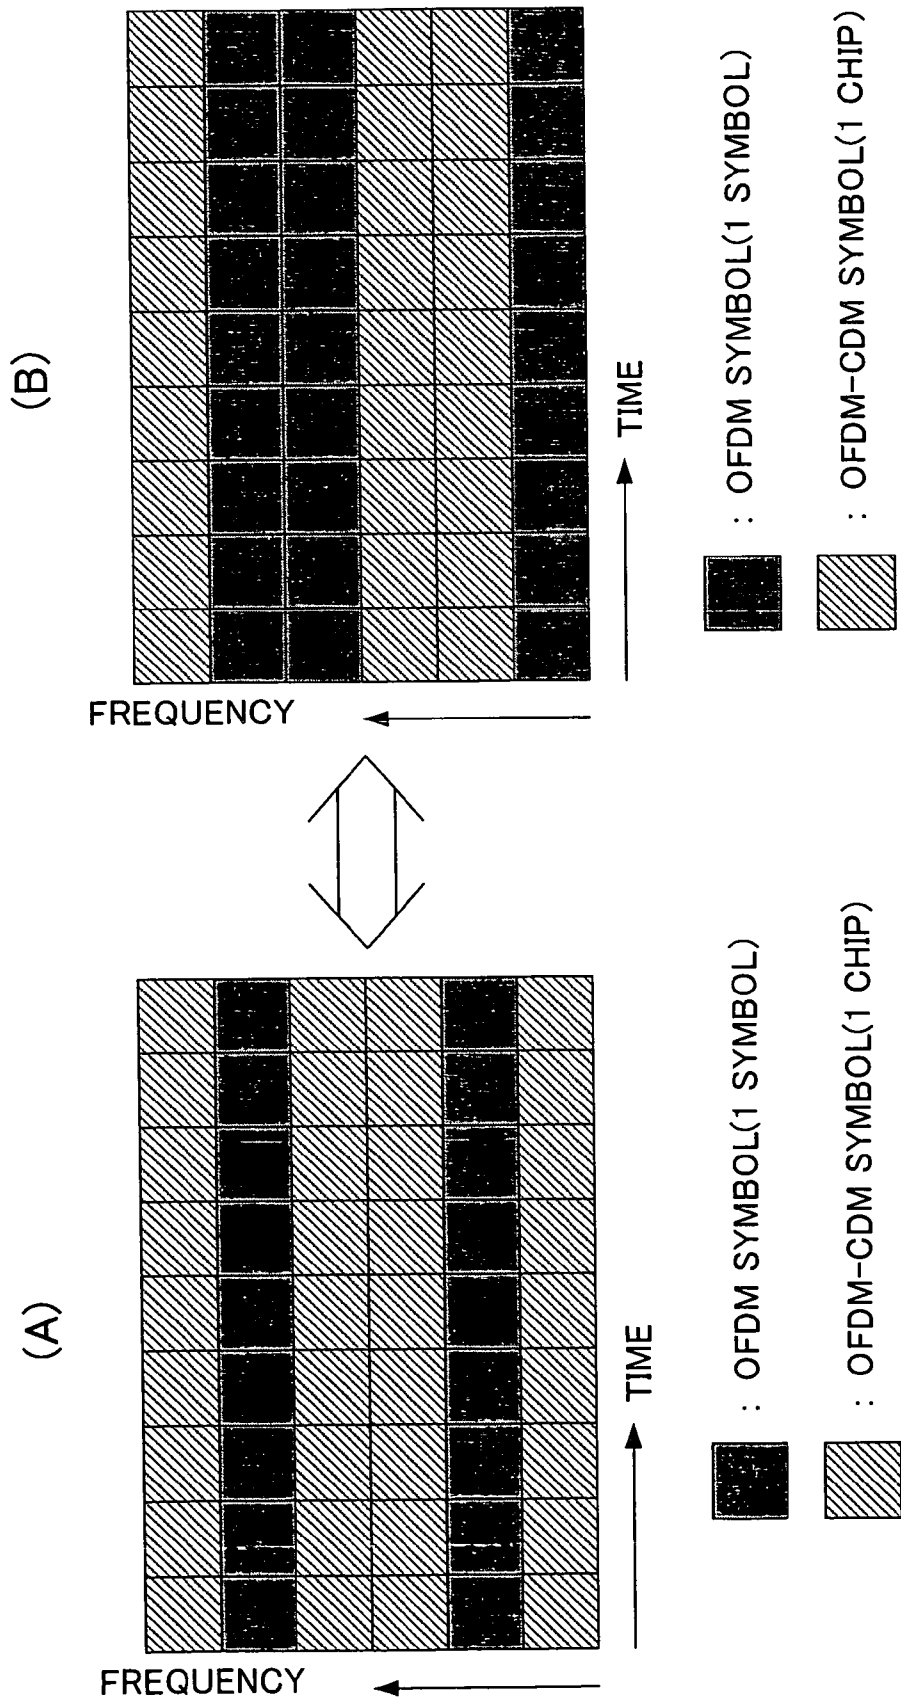 (A)
FREQUENCY
TIME
: OFDM SYMBOL(1 SYMBOL)
: OFDM-CDM SYMBOL(1 CHIP)
(B)
FREQUENCY
TIME
: OFDM SYMBOL(1 SYMBOL)
: OFDM-CDM SYMBOL(1 CHIP)